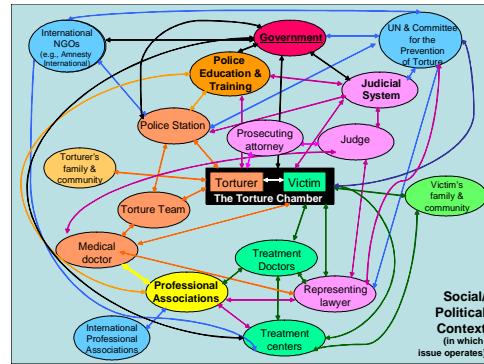 International
NGOs
(e.g., Amnesty
International)
Government
UN & Committee
for the
Prevention
of Torture
Police
Education &
Training
Judicial
System
Police Station
Prosecuting
attorney
Judge
Torturer's
family &
community
Torturer
Victim
The Torture Chamber
Victim's
family &
community
Torture Team
Medical
doctor
Treatment
Doctors
Professional
Associations
Representing
lawyer
International
Professional
Associations
Treatment
centers
Social/
Political
Context
(in which
issue operates)